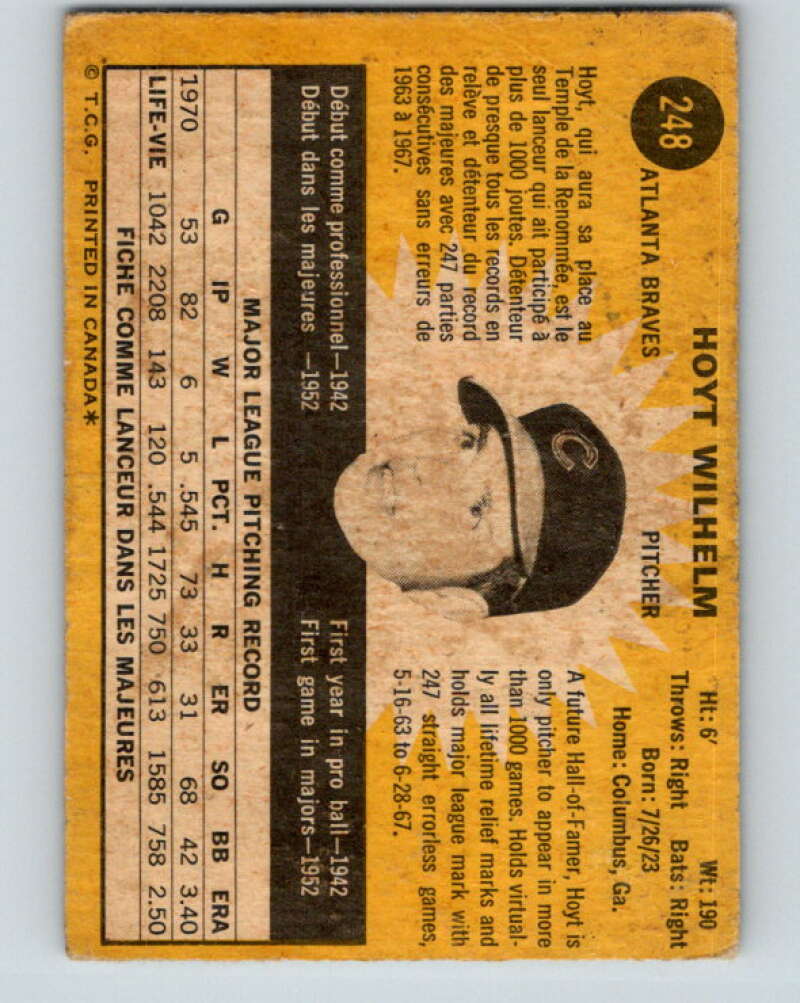 248
HOYT WILHELM
ATLANTA BRAVES
PITCHER
Ht: 6' Wt: 190
Throws: Right Bats: Right
Born: 7/26/23
Home: Columbus, Ga.
Hoyt, qui aura sa place au
Temple de la Renommée, est le
seul lanceur qui ait participé à
plus de 1000 joutes. Détenteur
de presque tous les records en
relève et détenteur du record
des majeures avec 247 parties
consécutives sans erreurs de
1963 à 1967.
C
A future Hall-of-Famer, Hoyt is
only pitcher to appear in more
than 1000 games. Holds virtual-
ly all lifetime relief marks and
holds major league mark with
247 straight errorless games,
5-16-63 to 6-28-67.
Début comme professionnel—1942
Début dans les majeures —1952
First year in pro ball—1942
First game in majors—1952
MAJOR LEAGUE PITCHING RECORD
G IP W L PCT. H R ER SO BB ERA
1970 53 82 6 5 .545 73 33 31 68 42 3.40
LIFE-VIE 1042 2208 143 120 .544 1725 750 613 1585 758 2.50
FICHE COMME LANCEUR DANS LES MAJEURES
© T.C.G. PRINTED IN CANADA*